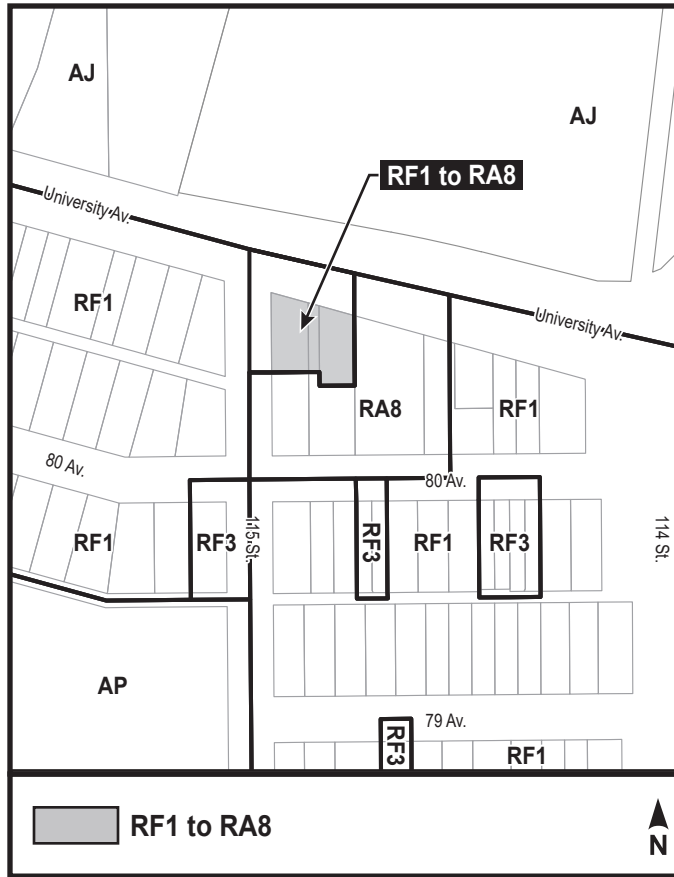 AJ
AJ
RF1 to RA8
University Av.
RF1
University Av.
RA8
RF1
80 Av.
80 Av.
RF1
RF3
115 St.
RF3
RF1
RF3
114 St.
AP
79 Av.
RF3
RF1
RF1 to RA8
N